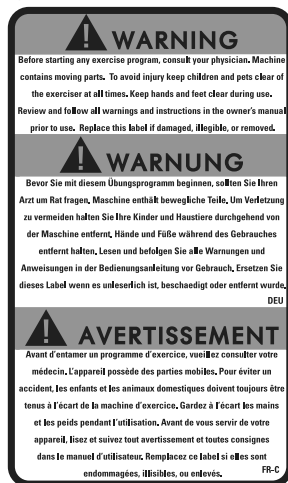 WARNING
Before starting any exercise program, consult your physician. Machine
contains moving parts. To avoid injury keep children and pets clear of
the exerciser at all times. Keep hands and feet clear during use.
Review and follow all warnings and instructions in the owner's manual
prior to use. Replace this label if damaged, illegible, or removed.
WARNUNG
Bevor Sie mit diesem Übungsprogramm beginnen, sollten Sie Ihren
Arzt um Rat fragen. Maschine enthält bewegliche Teile. Um Verletzung
zu vermeiden halten Sie Ihre Kinder und Haustiere durchgehend von
der Maschine entfernt. Hände und Füße während des Gebrauches
entfernt halten. Lesen und befolgen Sie alle Warnungen und
Anweisungen in der Bedienungsanleitung vor Gebrauch. Ersetzen Sie
dieses Label wenn es unleserlich ist, beschaedigt oder entfernt wurde.
DEU
AVERTISSEMENT
Avant d'entamer un programme d'exercice, vueillez consulter votre
médecin. L'appareil possède des parties mobiles. Pour éviter un
accident, les enfants et les animaux domestiques doivent toujours être
tenus à l'écart de la machine d'exercice. Gardez à l'écart les mains
et les peids pendant l'utilisation. Avant de vous servir de votre
appareil, lisez et suivez tout avertissement et toutes consignes
dans le manuel d'utilisateur. Remplacez ce label si elles sont
endommagées, illisibles, ou enlevés.
FR-C